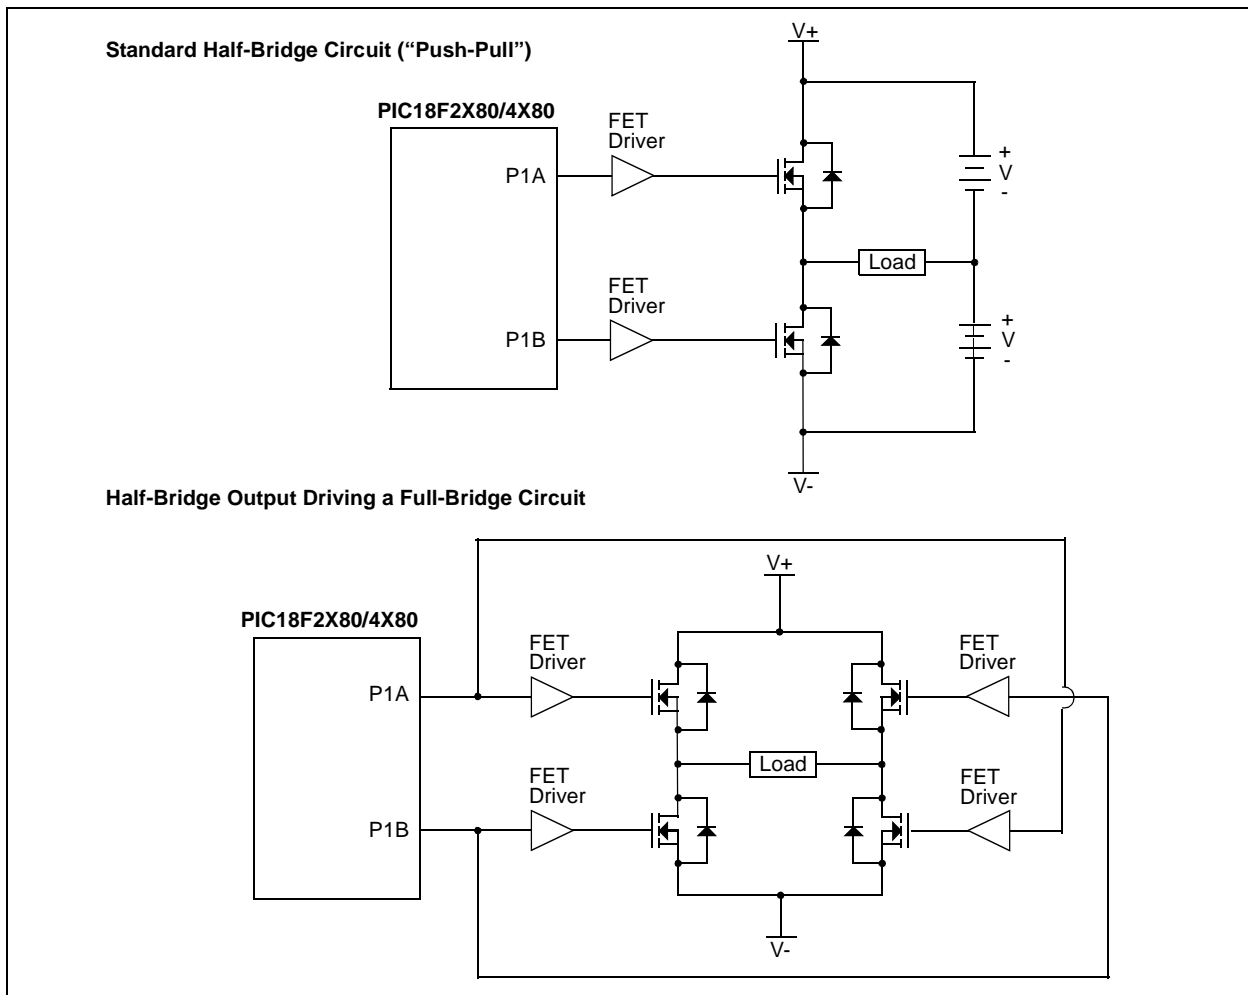 Standard Half-Bridge Circuit (“Push-Pull”)
V+
PIC18F2X80/4X80
FET
Driver
P1A
+
V
-
Load
FET
Driver
P1B
+
V
-
V-
Half-Bridge Output Driving a Full-Bridge Circuit
V+
PIC18F2X80/4X80
FET
Driver
FET
Driver
P1A
Load
FET
Driver
FET
Driver
P1B
V-